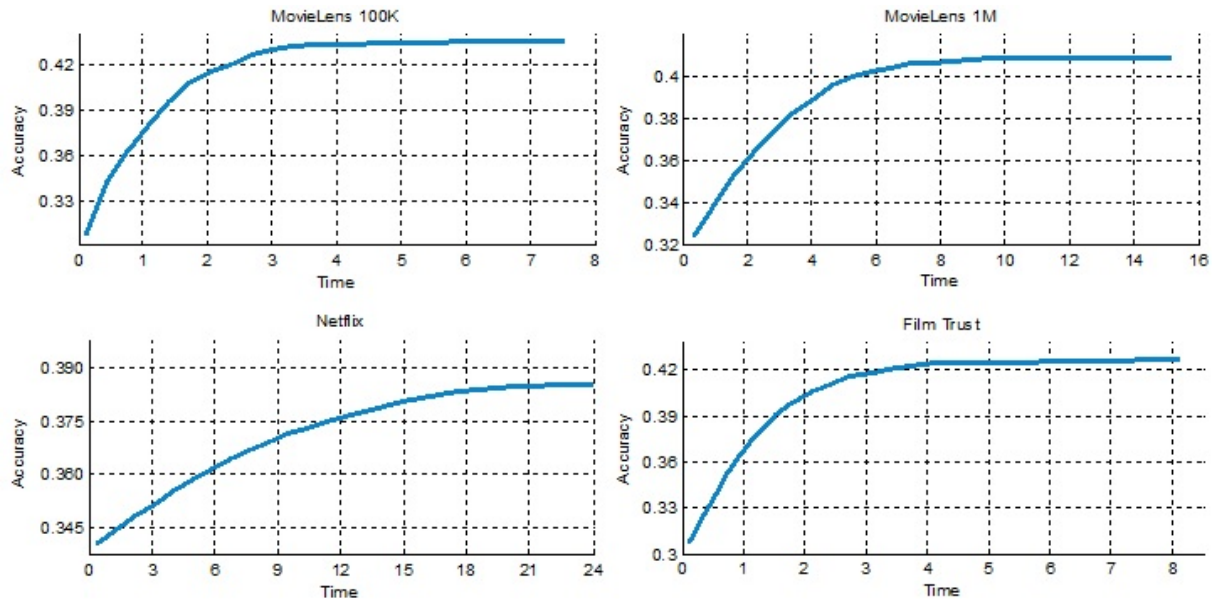 MovieLens 100K
0.42
0.39
0.36
0.33
Accuracy
0 1 2 3 4 5 6 7 8
Time
MovieLens 1M
0.4
0.38
0.36
0.34
0.32
Accuracy
0 2 4 6 8 10 12 14 16
Time
Netflix
0.390
0.375
0.360
0.345
Accuracy
0 3 6 9 12 15 18 21 24
Time
Film Trust
0.42
0.39
0.36
0.33
0.3
Accuracy
0 1 2 3 4 5 6 7 8
Time